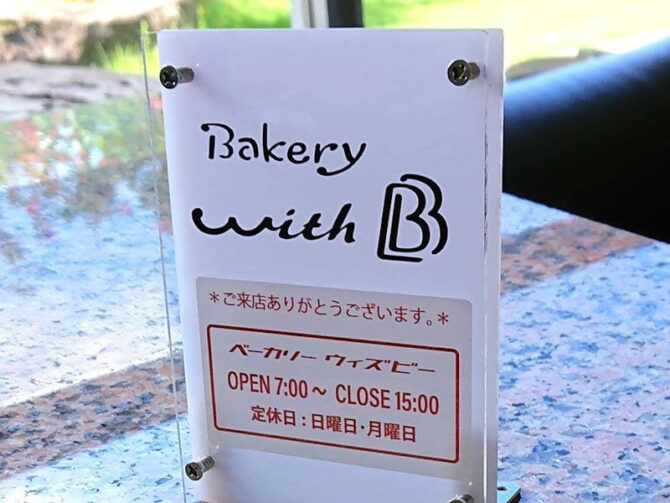 Bakery
with B
＊ご来店ありがとうございます。＊
ベーカリー ウィズビー
OPEN 7:00～ CLOSE 15:00
定休日：日曜日・月曜日